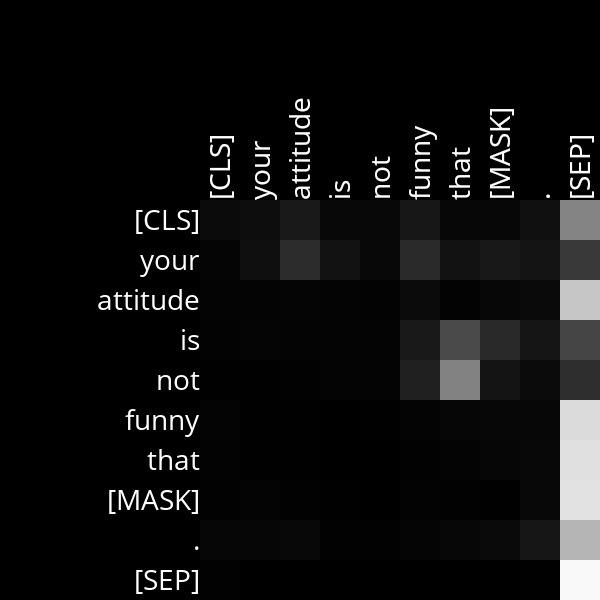 [CLS] your attitude is not funny that [MASK] . [SEP]
[CLS]
your
attitude
is
not
funny
that
[MASK]
.
[SEP]